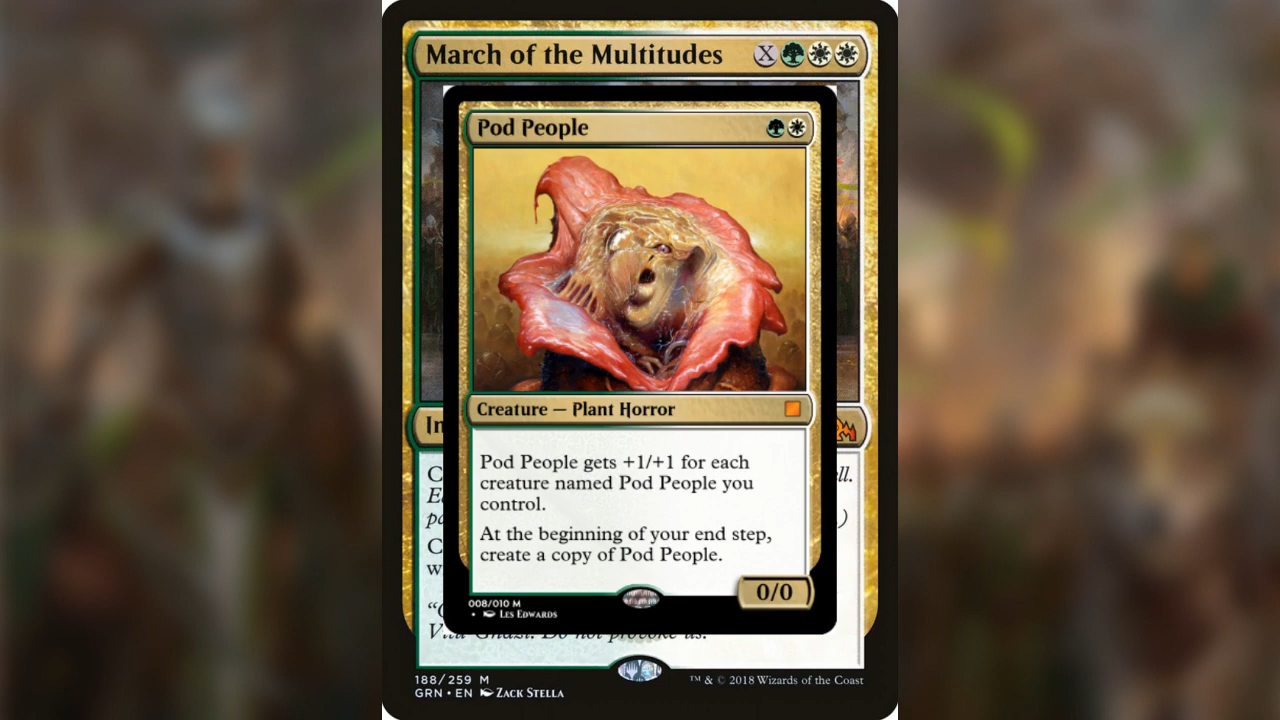 March of the Multitudes X
Pod People
Creature — Plant Horror
In
Pod People gets +1/+1 for each
creature named Pod People you
control.
At the beginning of your end step,
create a copy of Pod People.
0/0
008/010 M
• Les Edwards
Vitu-Ghazi. Do not provoke us.
188/259 M
GRN • EN Zack Stella
™ & © 2018 Wizards of the Coast